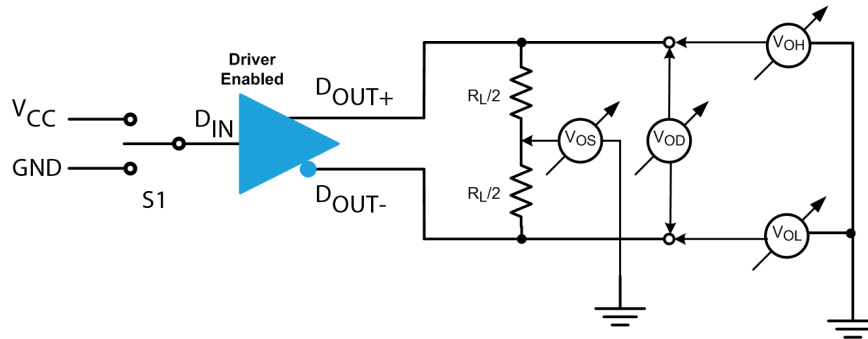 Driver
Enabled
VCC
GND
S1
DIN
DOUT+
DOUT-
RL/2
RL/2
VOS
VOD
VOH
VOL